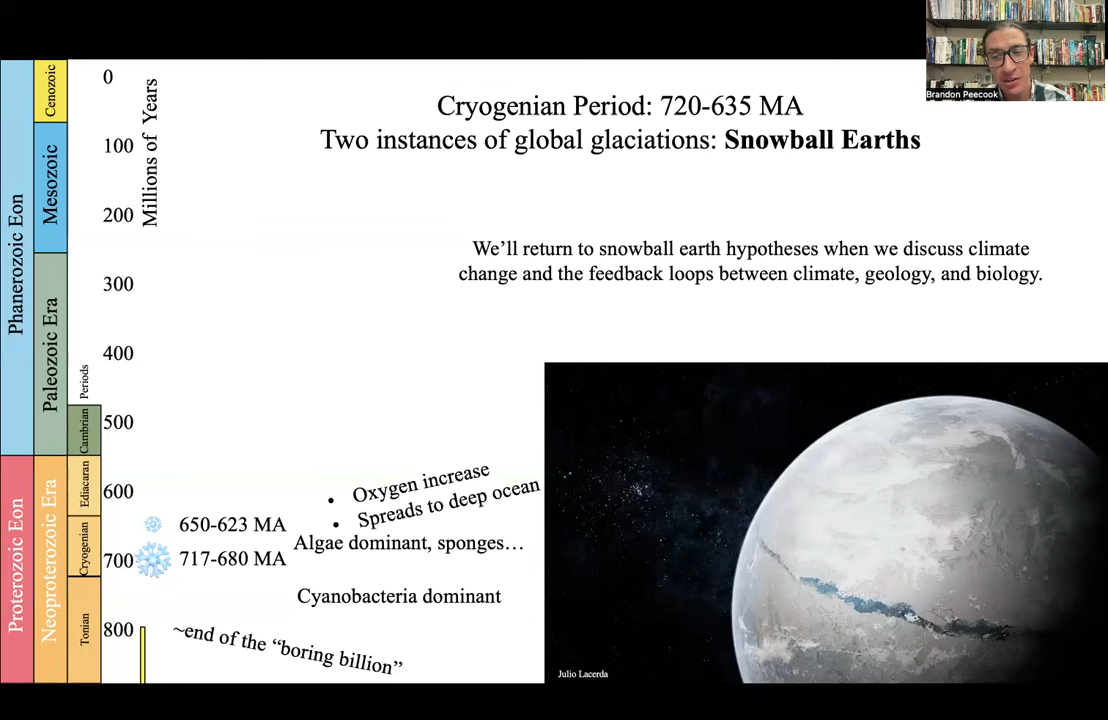 Brandon Peecook
Cryogenian Period: 720-635 MA
Two instances of global glaciations: Snowball Earths
We'll return to snowball earth hypotheses when we discuss climate
change and the feedback loops between climate, geology, and biology.
Phanerozoic Eon
Proterozoic Eon
Cenozoic
Mesozoic
Paleozoic Era
Neoproterozoic Era
Periods
Cambrian
Ediacaran
Cryogenian
Tonian
Millions of Years
0
100
200
300
400
500
600
700
800
• Oxygen increase
• Spreads to deep ocean
650-623 MA
Algae dominant, sponges…
717-680 MA
Cyanobacteria dominant
~end of the “boring billion”
Julio Lacerda